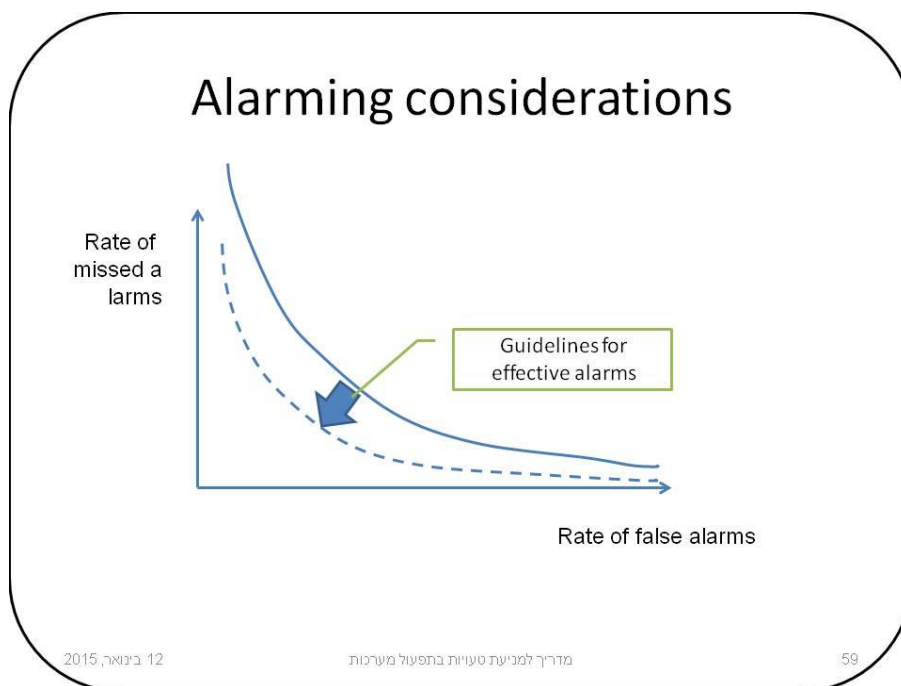 Alarming considerations
Rate of
missed a
larms
Guidelines for
effective alarms
Rate of false alarms
12 בינואר, 2015
מדריך למניעת טעויות בתפעול מערכות
59